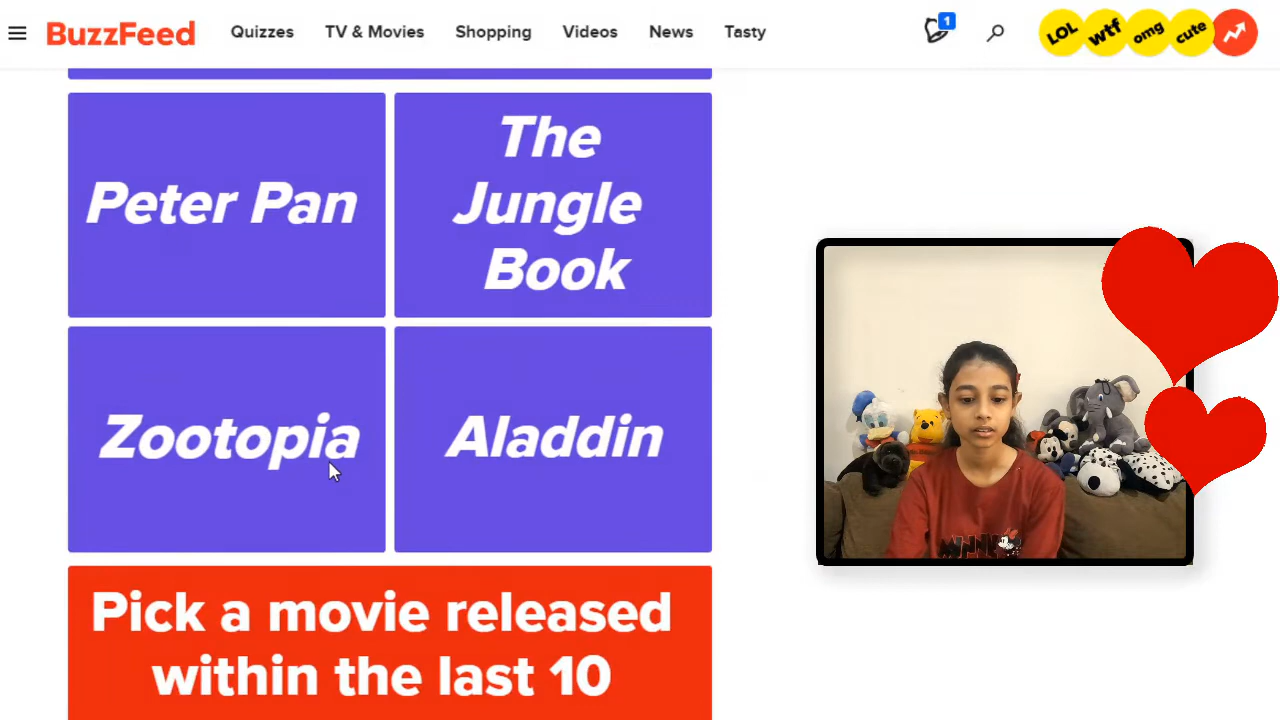 BuzzFeed Quizzes TV & Movies Shopping Videos News Tasty 1 LOL wtf omg cute
Peter Pan
The
Jungle
Book
Zootopia
Aladdin
Pick a movie released
within the last 10